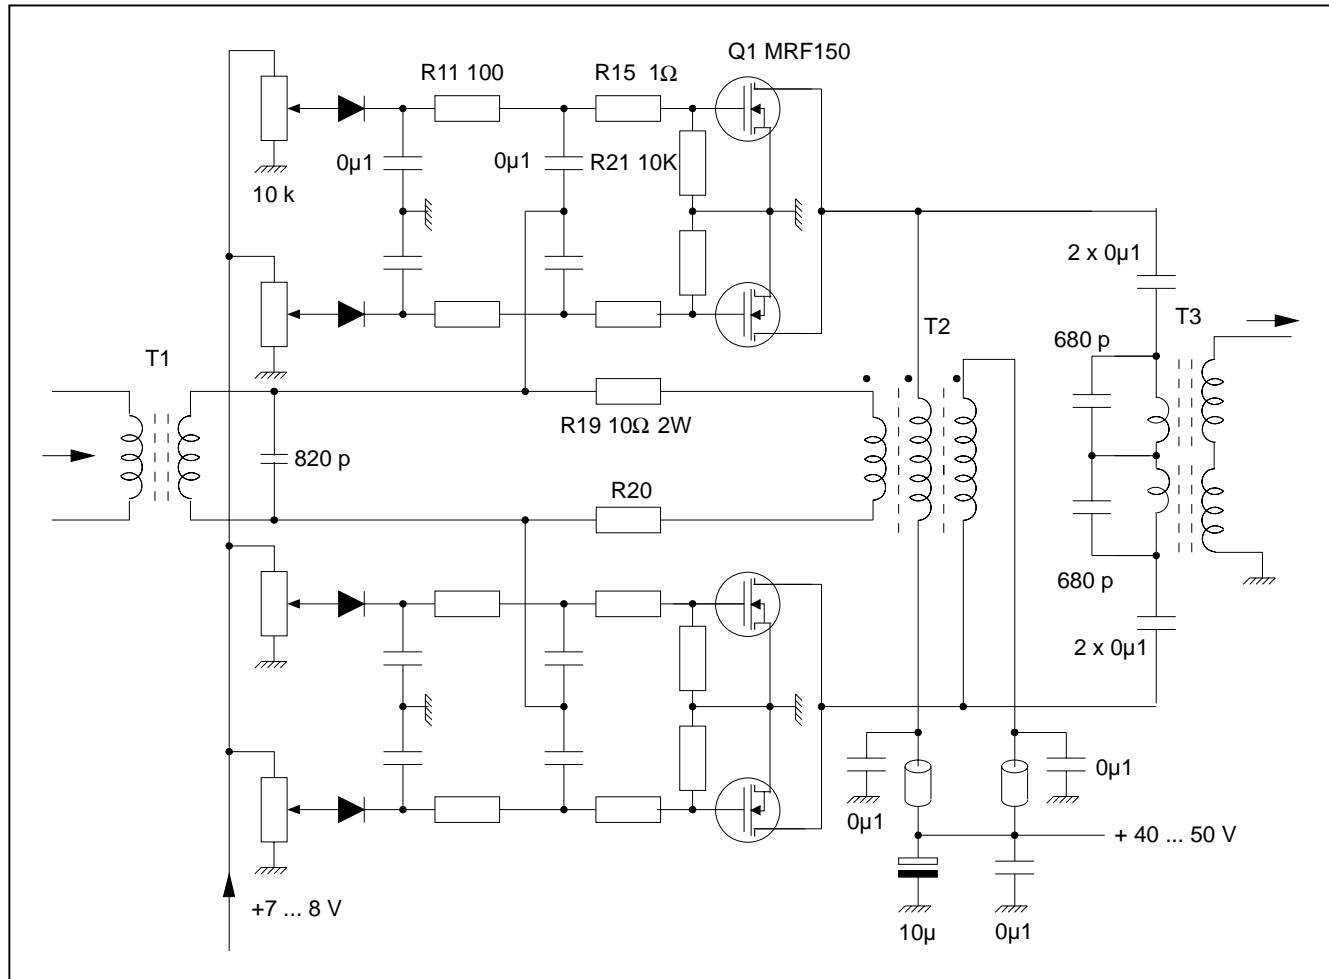 Q1 MRF150
R11 100
R15 1Ω
0µ1
0µ1
R21 10K
10 k
2 x 0µ1
T1
T2
T3
680 p
R19 10Ω 2W
820 p
R20
680 p
2 x 0µ1
0µ1
0µ1
+ 40 ... 50 V
+7 ... 8 V
10µ
0µ1